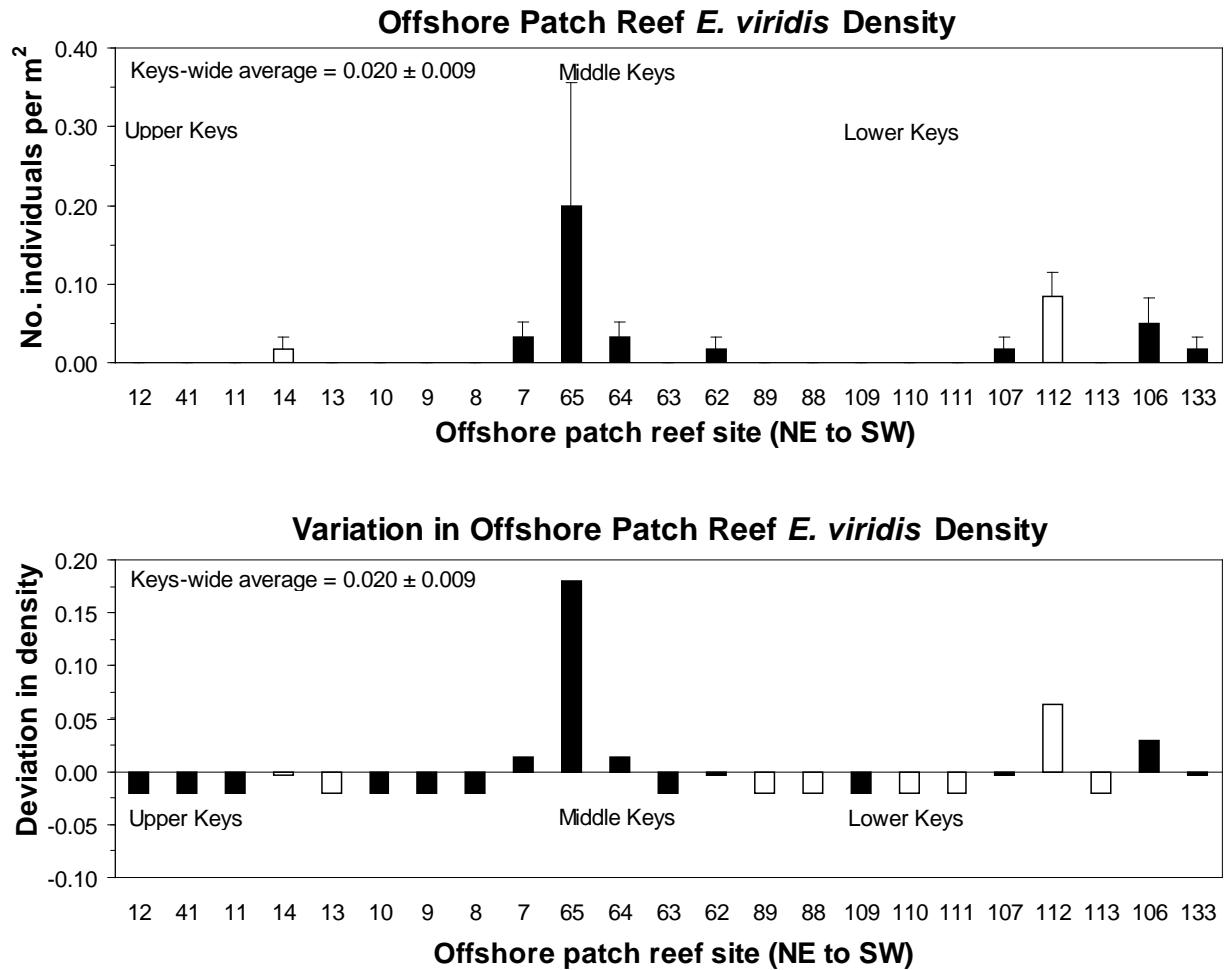 Offshore Patch Reef E. viridis Density
No. individuals per m²
0.40
0.30
0.20
0.10
0.00
Keys-wide average = 0.020 ± 0.009
Middle Keys
Upper Keys
Lower Keys
12 41 11 14 13 10 9 8 7 65 64 63 62 89 88 109 110 111 107 112 113 106 133
Offshore patch reef site (NE to SW)
Variation in Offshore Patch Reef E. viridis Density
Deviation in density
0.20
0.15
0.10
0.05
0.00
-0.05
-0.10
Keys-wide average = 0.020 ± 0.009
Upper Keys
Middle Keys
Lower Keys
12 41 11 14 13 10 9 8 7 65 64 63 62 89 88 109 110 111 107 112 113 106 133
Offshore patch reef site (NE to SW)